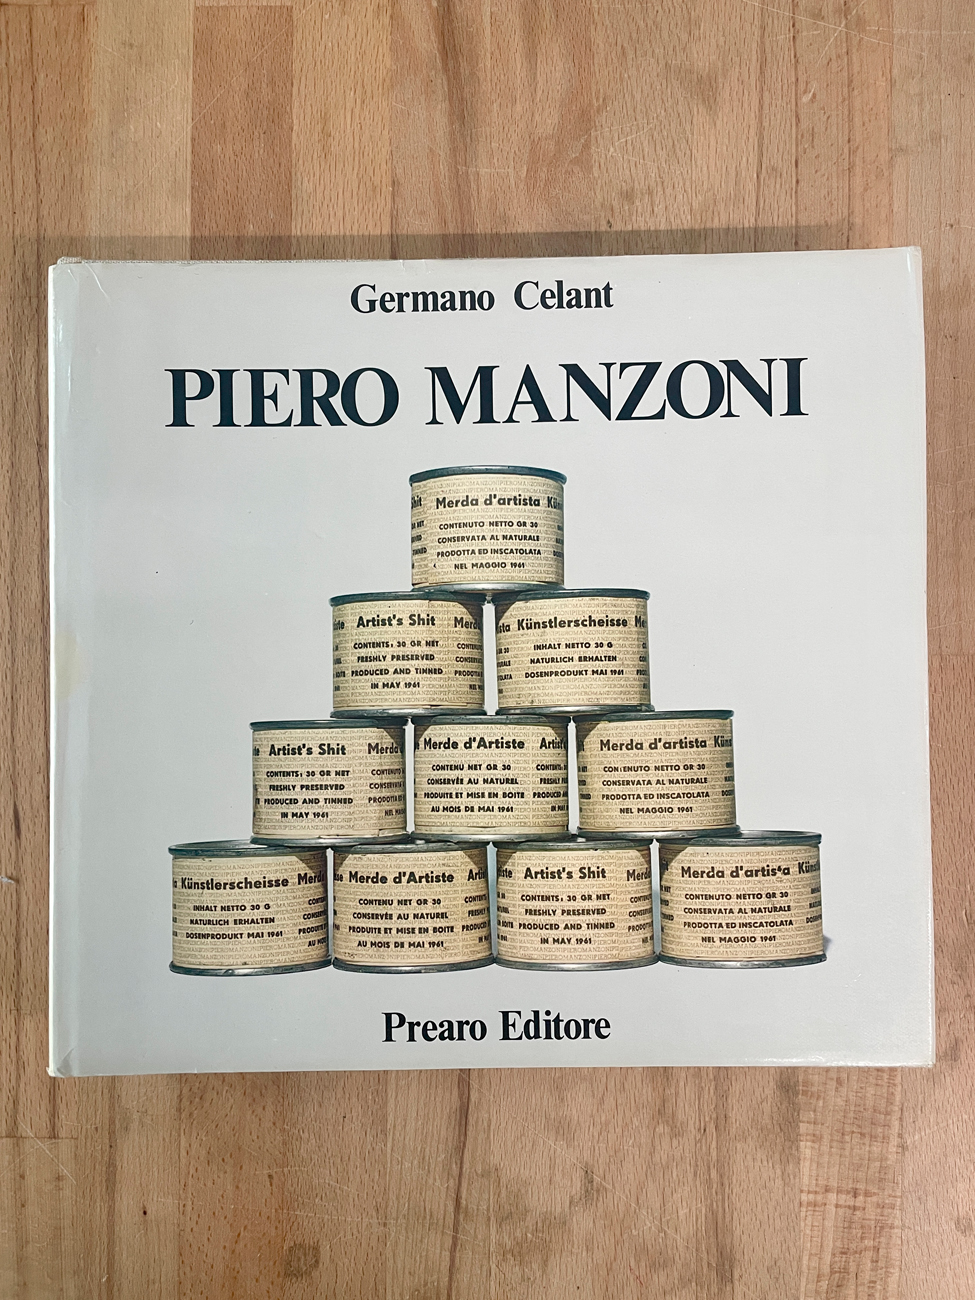 Germano Celant
PIERO MANZONI
Merda d'artista
CONTENUTO NETTO GR 30
CONSERVATA AL NATURALE
PRODOTTA ED INSCATOLATA
NEL MAGGIO 1961
Artist's Shit
CONTENTS: 30 GR NET
FRESHLY PRESERVED
PRODUCED AND TINNED
IN MAY 1961
Künstlerscheisse
INHALT NETTO 30 G
NATURLICH ERHALTEN
DOSENPRODUKT MAI 1961
Artist's Shit
CONTENTS: 30 GR NET
FRESHLY PRESERVED
PRODUCED AND TINNED
IN MAY 1961
Merde d'Artiste
CONTENU NET GR 30
CONSERVÉE AU NATUREL
PRODUITE ET MISE EN BOITE
AU MOIS DE MAI 1961
Merda d'artista
CONTENUTO NETTO GR 30
CONSERVATA AL NATURALE
PRODOTTA ED INSCATOLATA
NEL MAGGIO 1961
Künstlerscheisse
INHALT NETTO 30 G
NATURLICH ERHALTEN
DOSENPRODUKT MAI 1961
Merde d'Artiste
CONTENU NET GR 30
CONSERVÉE AU NATUREL
PRODUITE ET MISE EN BOITE
AU MOIS DE MAI 1961
Artist's Shit
CONTENTS: 30 GR NET
FRESHLY PRESERVED
PRODUCED AND TINNED
IN MAY 1961
Merda d'artista
CONTENUTO NETTO GR 30
CONSERVATA AL NATURALE
PRODOTTA ED INSCATOLATA
NEL MAGGIO 1961
Prearo Editore